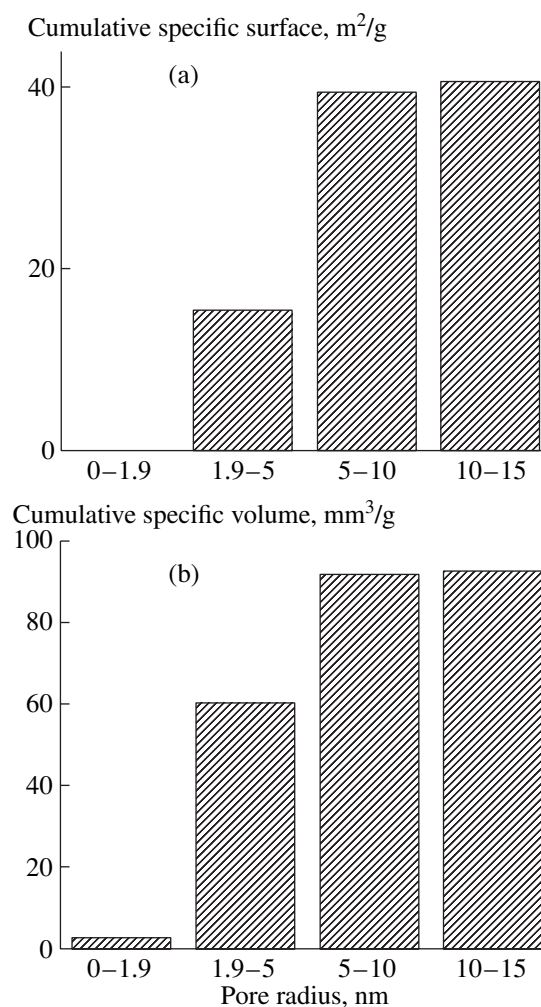 Cumulative specific surface, m²/g
(a)
40
20
0
0–1.9 1.9–5 5–10 10–15
Cumulative specific volume, mm³/g
100
(b)
80
60
40
20
0
0–1.9 1.9–5 5–10 10–15
Pore radius, nm